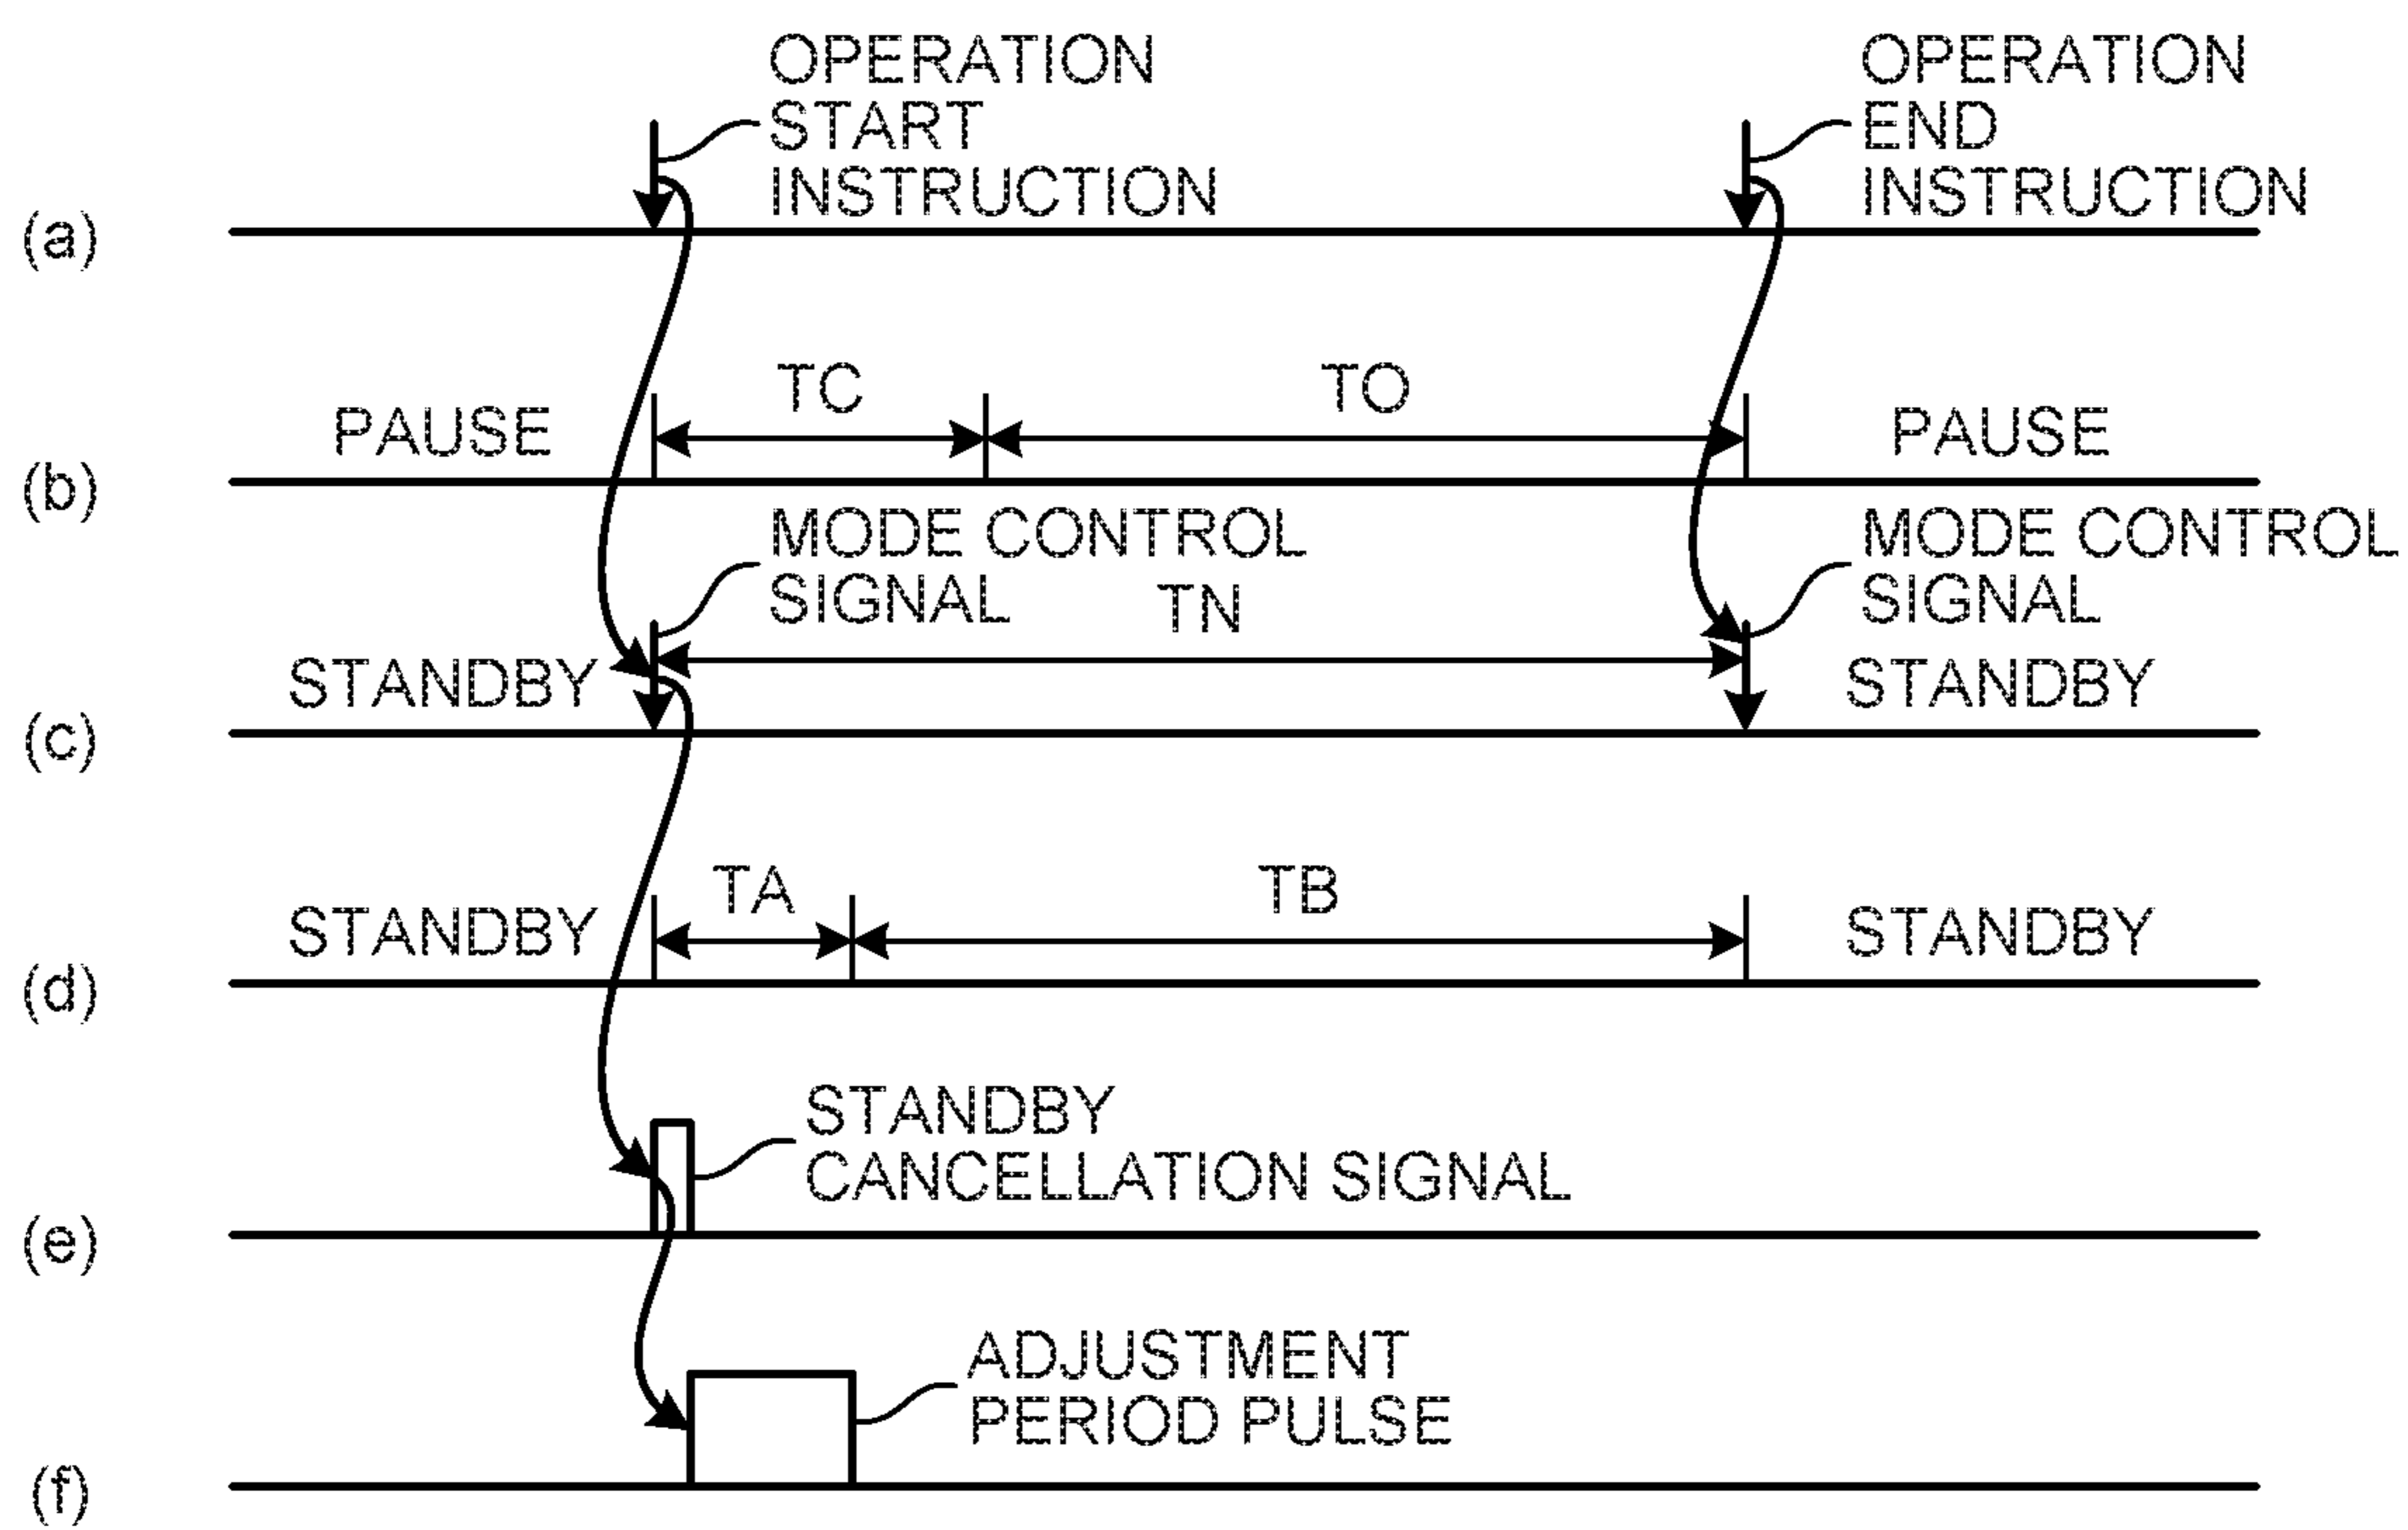 OPERATION
START
INSTRUCTION
OPERATION
END
INSTRUCTION
(a)
PAUSE
TC
TO
PAUSE
(b)
MODE CONTROL
SIGNAL
TN
MODE CONTROL
SIGNAL
STANDBY
STANDBY
(c)
STANDBY
TA
TB
STANDBY
(d)
STANDBY
CANCELLATION SIGNAL
(e)
ADJUSTMENT
PERIOD PULSE
(f)